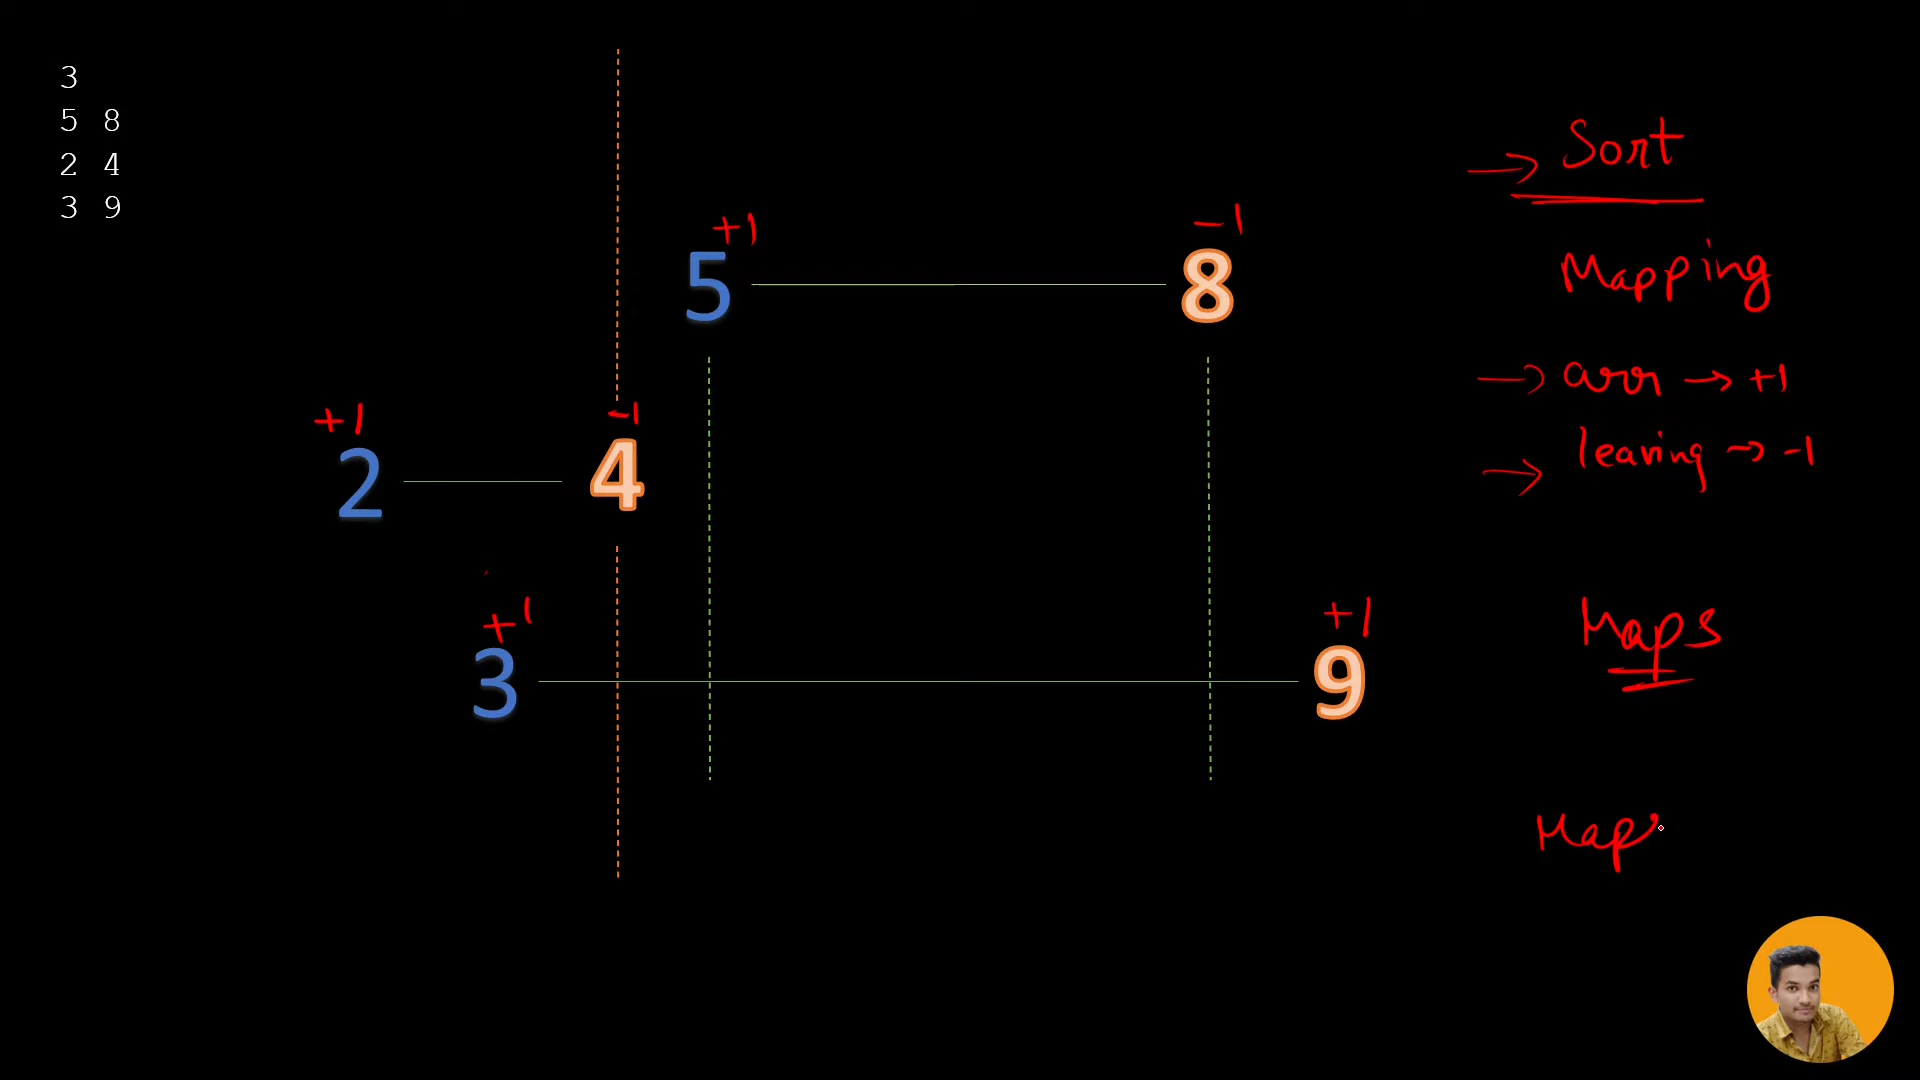 3
5 8
2 4
3 9
+1 -1
5 8
+1 -1
2 4
+1 +1
3 9
→ Sort
Mapping
→ arr → +1
→ leaving → -1
Maps
Map